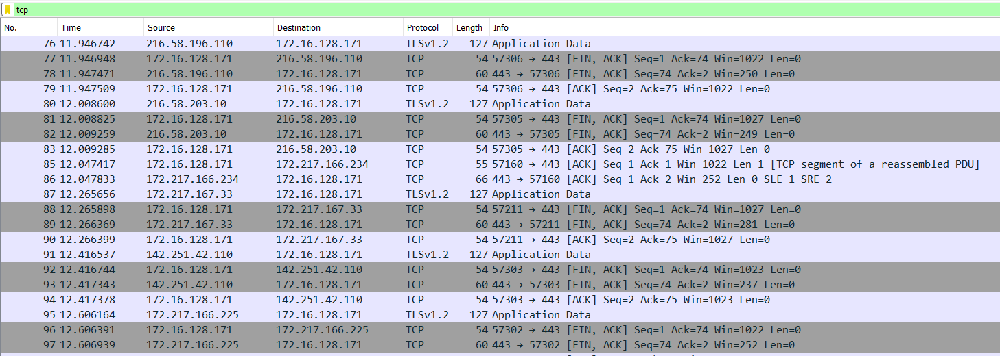 tcp
No. Time Source Destination Protocol Length Info
76 11.946742 216.58.196.110 172.16.128.171 TLSv1.2 127 Application Data
77 11.946948 172.16.128.171 216.58.196.110 TCP 54 57306 → 443 [FIN, ACK] Seq=1 Ack=74 Win=1022 Len=0
78 11.947471 216.58.196.110 172.16.128.171 TCP 60 443 → 57306 [FIN, ACK] Seq=74 Ack=2 Win=250 Len=0
79 11.947509 172.16.128.171 216.58.196.110 TCP 54 57306 → 443 [ACK] Seq=2 Ack=75 Win=1022 Len=0
80 12.008600 216.58.203.10 172.16.128.171 TLSv1.2 127 Application Data
81 12.008825 172.16.128.171 216.58.203.10 TCP 54 57305 → 443 [FIN, ACK] Seq=1 Ack=74 Win=1027 Len=0
82 12.009259 216.58.203.10 172.16.128.171 TCP 60 443 → 57305 [FIN, ACK] Seq=74 Ack=2 Win=249 Len=0
83 12.009285 172.16.128.171 216.58.203.10 TCP 54 57305 → 443 [ACK] Seq=2 Ack=75 Win=1027 Len=0
85 12.047417 172.16.128.171 172.217.166.234 TCP 55 57160 → 443 [ACK] Seq=1 Ack=1 Win=1022 Len=1 [TCP segment of a reassembled PDU]
86 12.047833 172.217.166.234 172.16.128.171 TCP 66 443 → 57160 [ACK] Seq=1 Ack=2 Win=252 Len=0 SLE=1 SRE=2
87 12.265656 172.217.167.33 172.16.128.171 TLSv1.2 127 Application Data
88 12.265898 172.16.128.171 172.217.167.33 TCP 54 57211 → 443 [FIN, ACK] Seq=1 Ack=74 Win=1027 Len=0
89 12.266369 172.217.167.33 172.16.128.171 TCP 60 443 → 57211 [FIN, ACK] Seq=74 Ack=2 Win=281 Len=0
90 12.266399 172.16.128.171 172.217.167.33 TCP 54 57211 → 443 [ACK] Seq=2 Ack=75 Win=1027 Len=0
91 12.416537 142.251.42.110 172.16.128.171 TLSv1.2 127 Application Data
92 12.416744 172.16.128.171 142.251.42.110 TCP 54 57303 → 443 [FIN, ACK] Seq=1 Ack=74 Win=1023 Len=0
93 12.417343 142.251.42.110 172.16.128.171 TCP 60 443 → 57303 [FIN, ACK] Seq=74 Ack=2 Win=237 Len=0
94 12.417378 172.16.128.171 142.251.42.110 TCP 54 57303 → 443 [ACK] Seq=2 Ack=75 Win=1023 Len=0
95 12.606164 172.217.166.225 172.16.128.171 TLSv1.2 127 Application Data
96 12.606391 172.16.128.171 172.217.166.225 TCP 54 57302 → 443 [FIN, ACK] Seq=1 Ack=74 Win=1022 Len=0
97 12.606939 172.217.166.225 172.16.128.171 TCP 60 443 → 57302 [FIN, ACK] Seq=74 Ack=2 Win=252 Len=0